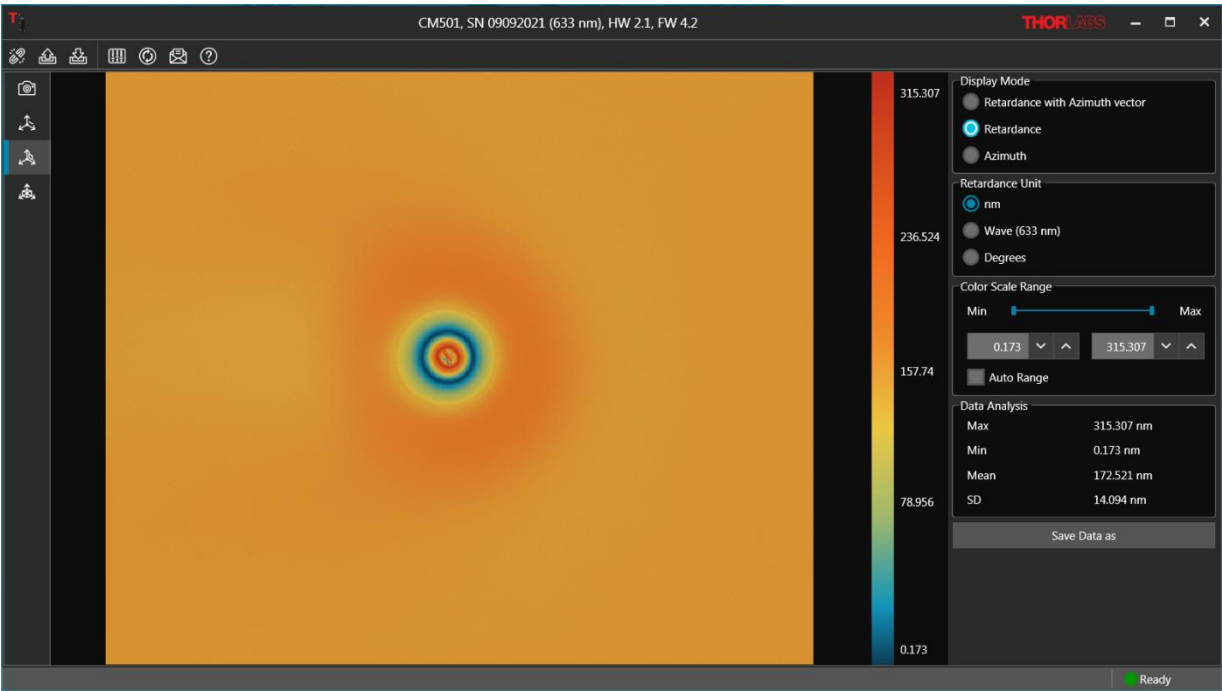 CM501, SN 09092021 (633 nm), HW 2.1, FW 4.2
THORLABS
315.307
236.524
157.74
78.956
0.173
Display Mode
Retardance with Azimuth vector
Retardance
Azimuth
Retardance Unit
nm
Wave (633 nm)
Degrees
Color Scale Range
Min Max
0.173 315.307
Auto Range
Data Analysis
Max 315.307 nm
Min 0.173 nm
Mean 172.521 nm
SD 14.094 nm
Save Data as
Ready